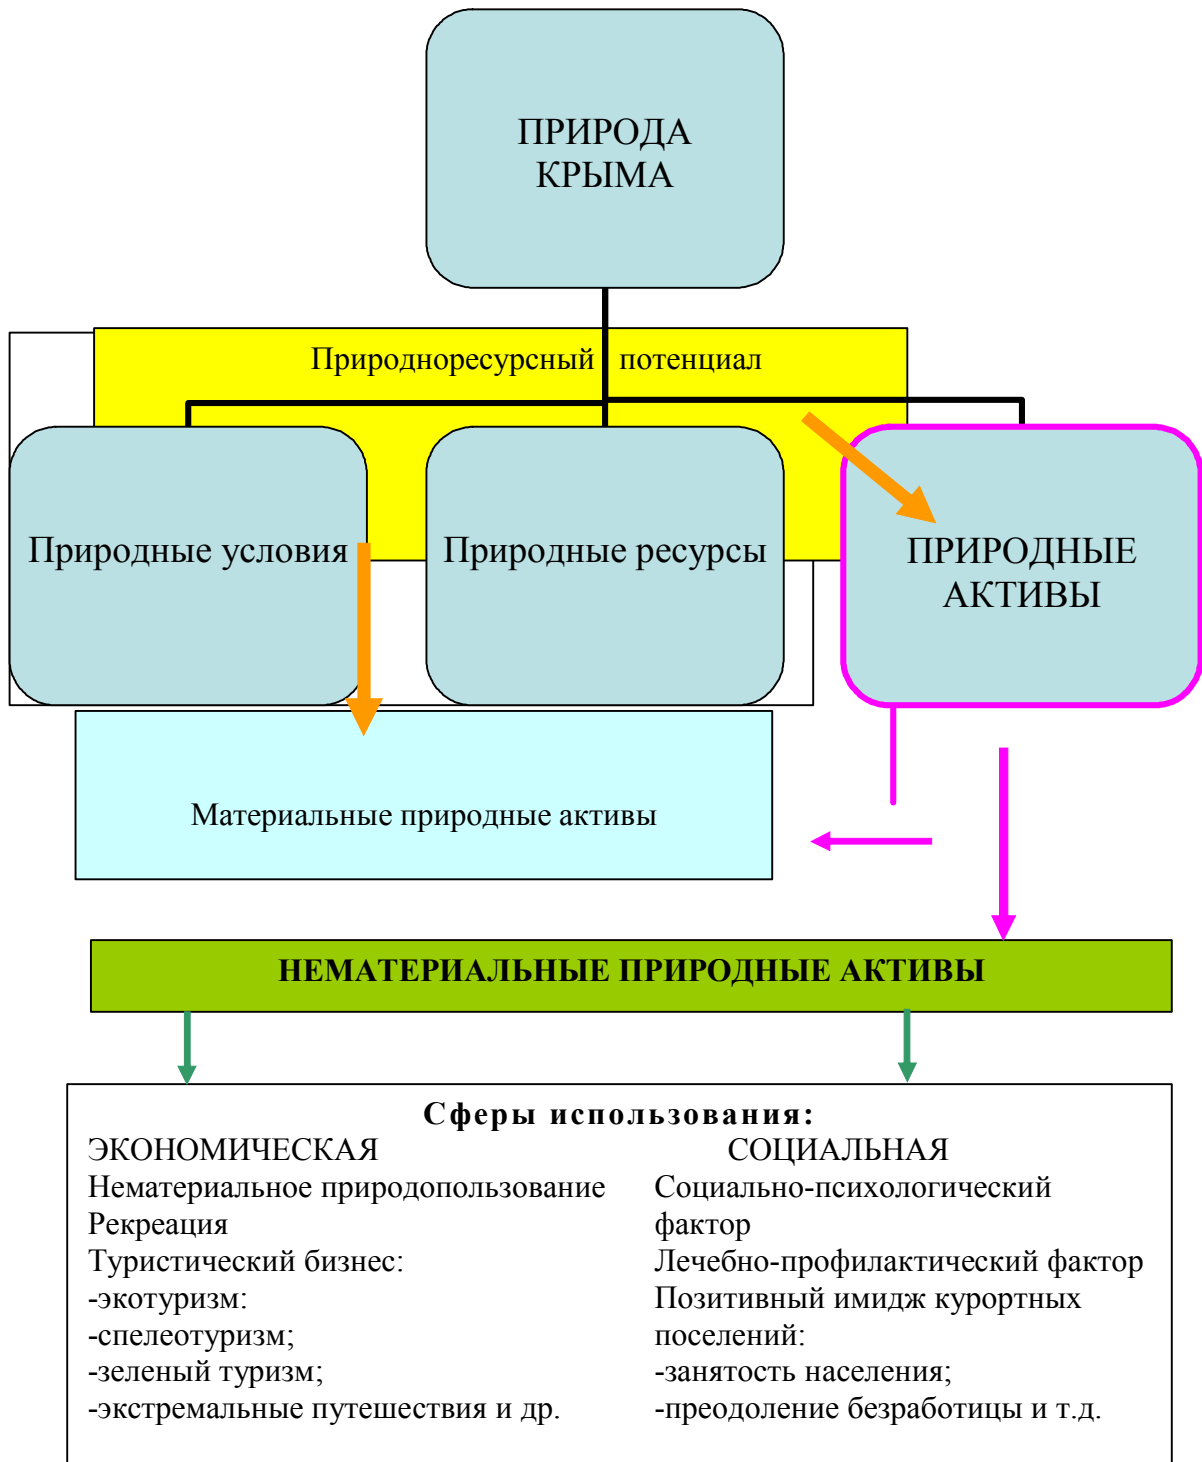 ПРИРОДА
КРЫМА
Природноресурсный потенциал
Природные условия
Природные ресурсы
ПРИРОДНЫЕ
АКТИВЫ
Материальные природные активы
НЕМАТЕРИАЛЬНЫЕ ПРИРОДНЫЕ АКТИВЫ
Сферы использования:
ЭКОНОМИЧЕСКАЯ
Нематериальное природопользование
Рекреация
Туристический бизнес:
-экотуризм:
-спелеотуризм;
-зеленый туризм;
-экстремальные путешествия и др.
СОЦИАЛЬНАЯ
Социально-психологический
фактор
Лечебно-профилактический фактор
Позитивный имидж курортных
поселений:
-занятость населения;
-преодоление безработицы и т.д.